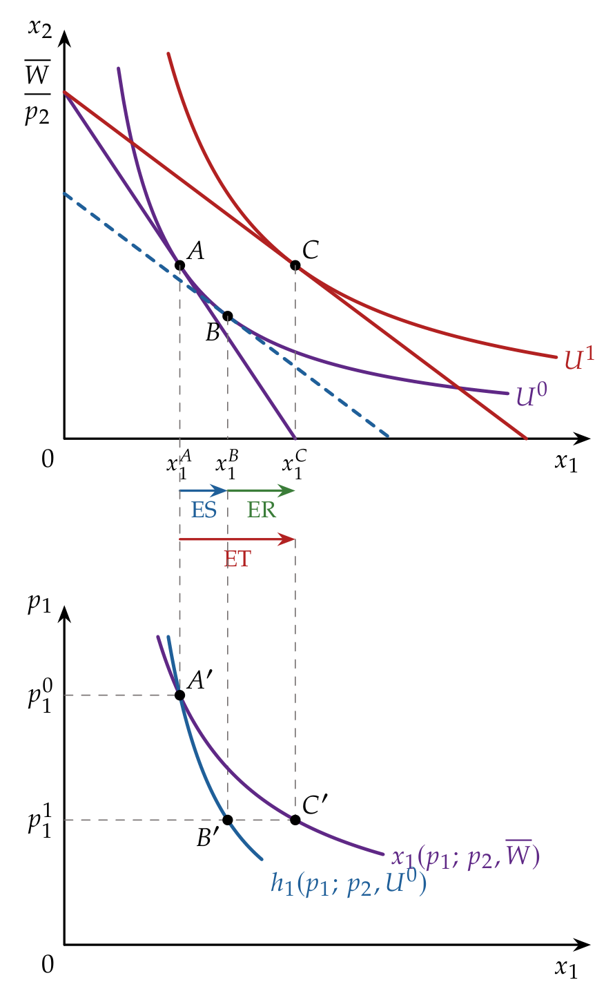 x₂
W̅
p₂
A
C
B
U¹
U⁰
0
x₁ᴬ x₁ᴮ x₁ᶜ
x₁
ES ER
ET
p₁
A′
p₁⁰
C′
p₁¹
B′
x₁(p₁; p₂, W̅)
h₁(p₁; p₂, U⁰)
0
x₁